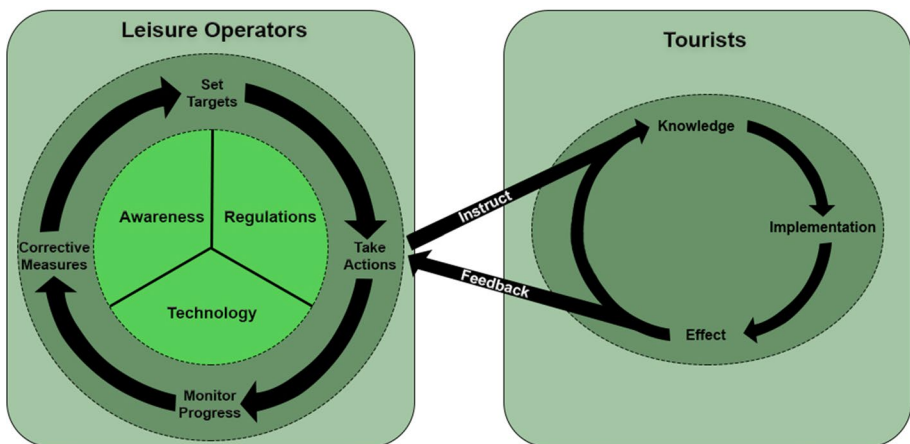 Leisure Operators
Set
Targets
Awareness
Regulations
Technology
Corrective
Measures
Take
Actions
Monitor
Progress
Instruct
Feedback
Tourists
Knowledge
Implementation
Effect